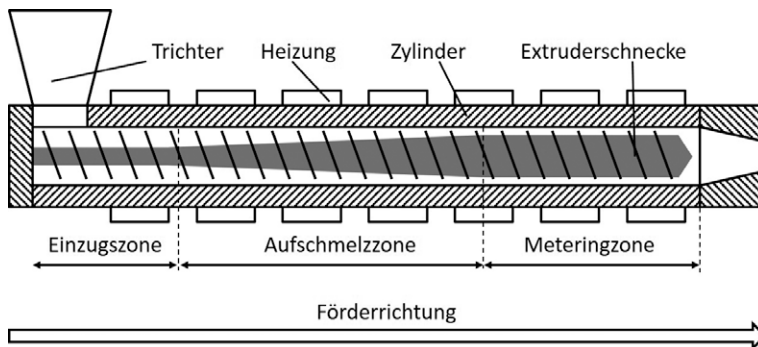 Trichter
Heizung
Zylinder
Extruderschnecke
Einzugszone
Aufschmelzzone
Meteringzone
Förderrichtung